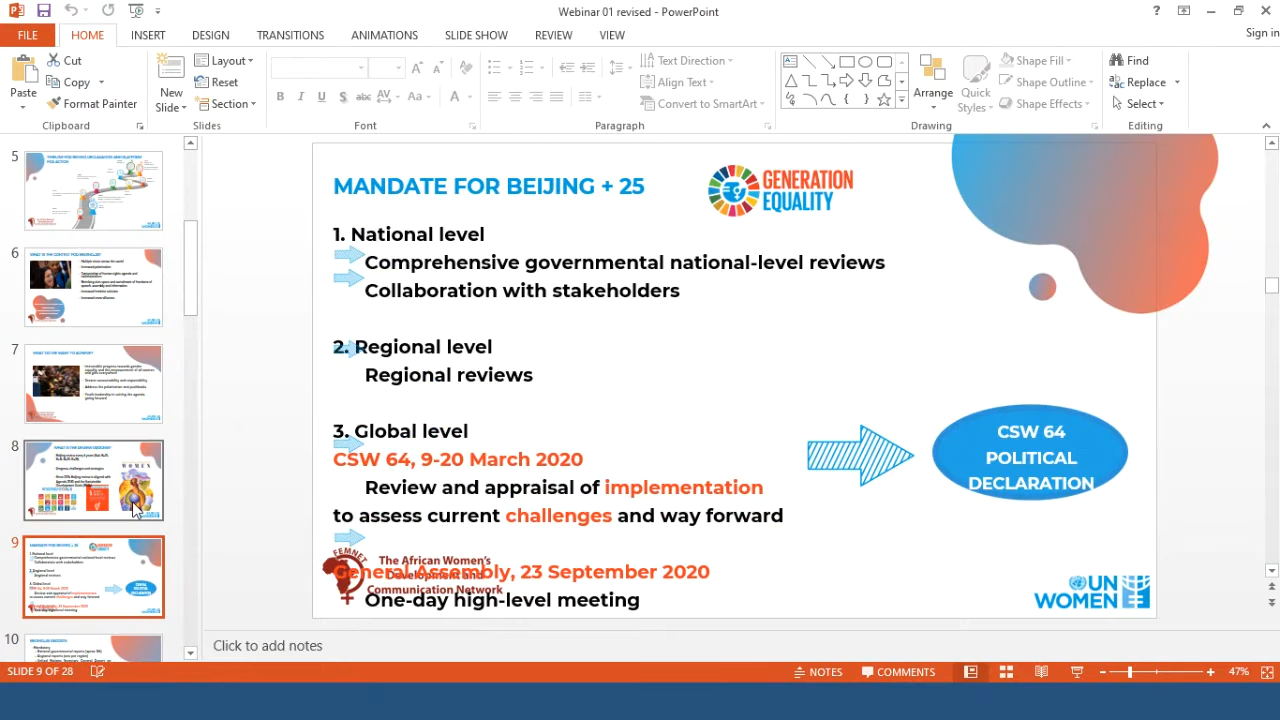 Webinar 01 revised - PowerPoint
Sign in
FILE
HOME
INSERT
DESIGN
TRANSITIONS
ANIMATIONS
SLIDE SHOW
REVIEW
VIEW
Paste
Cut
Copy
Format Painter
Clipboard
New
Slide
Layout
Reset
Section
Slides
Font
Text Direction
Align Text
Convert to SmartArt
Paragraph
Arrange
Quick
Styles
Shape Fill
Shape Outline
Shape Effects
Drawing
Find
Replace
Select
Editing
5
6
7
8
9
10
MANDATE FOR BEIJING + 25
GENERATION
EQUALITY
1. National level
Comprehensive governmental national-level reviews
Collaboration with stakeholders
2. Regional level
Regional reviews
3. Global level
CSW 64, 9-20 March 2020
Review and appraisal of implementation
to assess current challenges and way forward
General Assembly, 23 September 2020
One-day high-level meeting
CSW 64
POLITICAL
DECLARATION
FEMNET
The African Women's
Development and
Communication Network
UN
WOMEN
Click to add notes
SLIDE 9 OF 28
NOTES
COMMENTS
47%